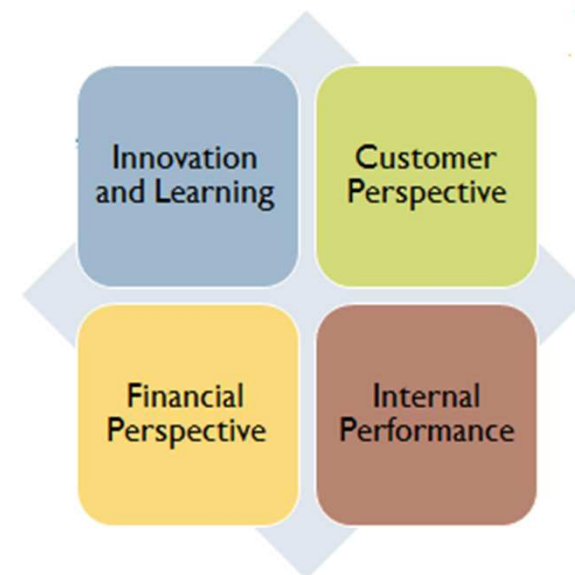 Innovation
and Learning
Customer
Perspective
Financial
Perspective
Internal
Performance